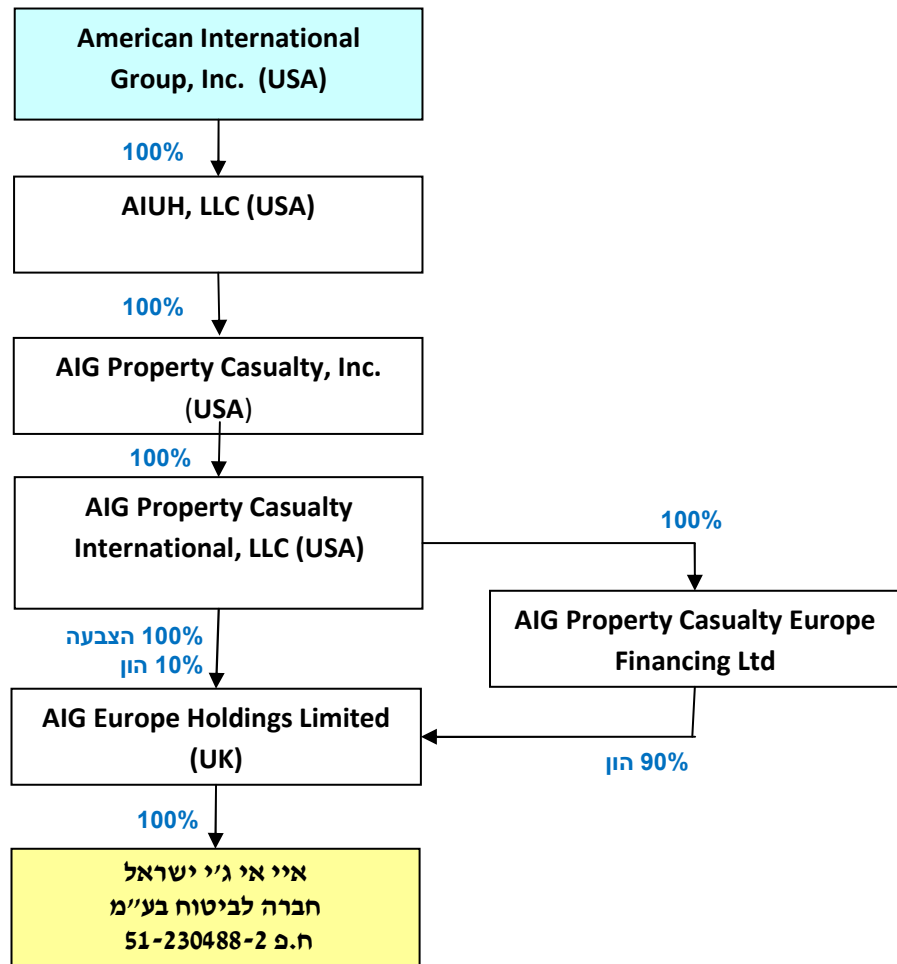 American International
Group, Inc. (USA)
100%
AIUH, LLC (USA)
100%
AIG Property Casualty, Inc.
(USA)
100%
AIG Property Casualty
International, LLC (USA)
100%
AIG Property Casualty Europe
Financing Ltd
100% הצבעה
10% הון
AIG Europe Holdings Limited
(UK)
90% הון
100%
איי אי ג'י ישראל
חברה לביטוח בע"מ
ח.פ 51-230488-2